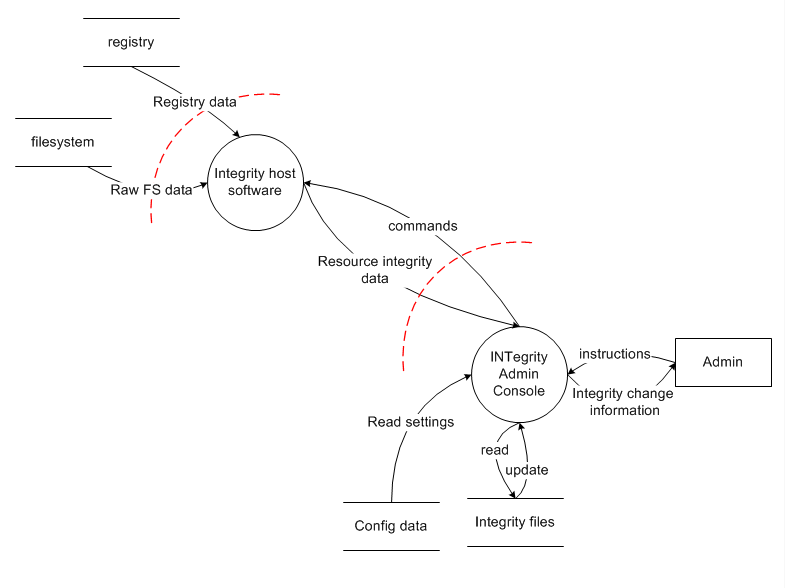 registry
Registry data
filesystem
Raw FS data
Integrity host
software
commands
Resource integrity
data
INTegrity
Admin
Console
instructions
Admin
Integrity change
information
Read settings
read
update
Config data
Integrity files